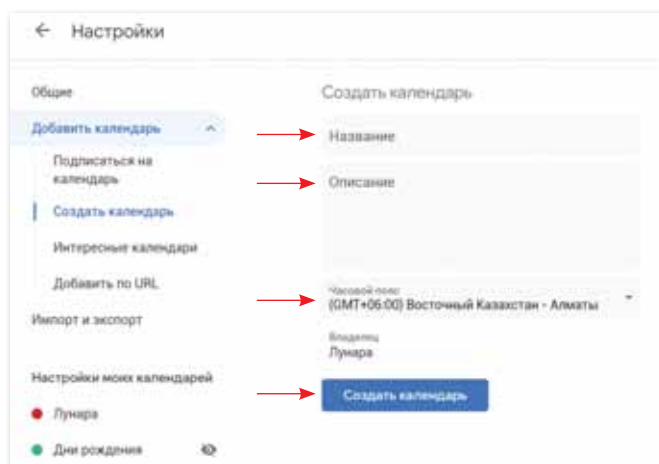 ← Настройки
Общие
Добавить календарь
Подписаться на
календарь
Создать календарь
Интересные календари
Добавить по URL
Импорт и экспорт
Настройки моих календарей
Лунара
Дни рождения
Создать календарь
Название
Описание
Часовой пояс
(GMT+06:00) Восточный Казахстан - Алматы
Владелец
Лунара
Создать календарь